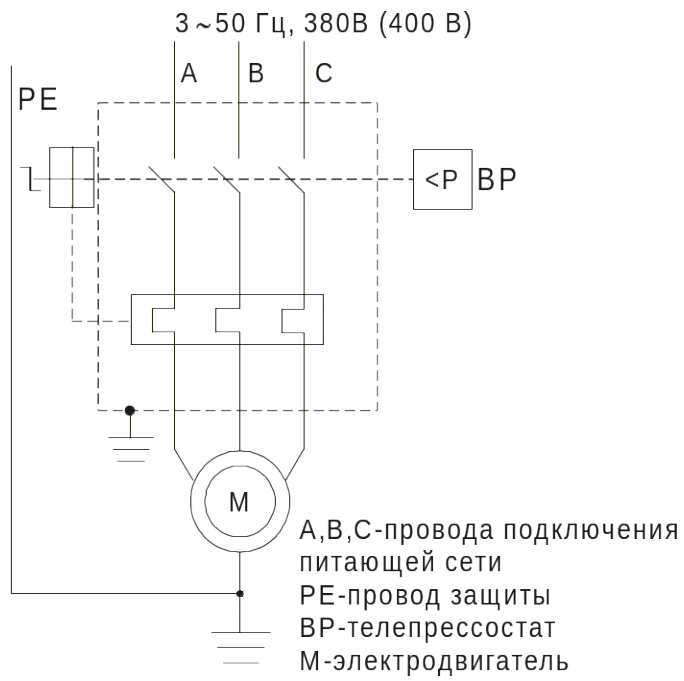 3 ~50 Гц, 380В (400 В)
A B C
PE
<P BP
M
A,B,C-провода подключения
питающей сети
PE-провод защиты
BP-телепрессостат
M-электродвигатель